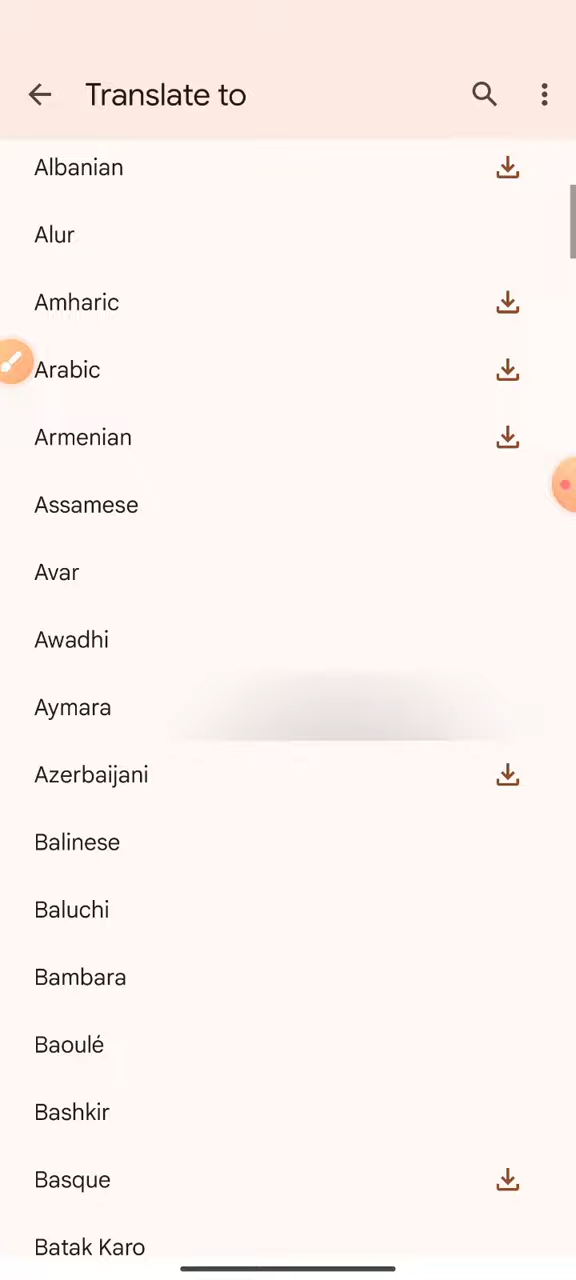 Translate to
Albanian
Alur
Amharic
Arabic
Armenian
Assamese
Avar
Awadhi
Aymara
Azerbaijani
Balinese
Baluchi
Bambara
Baoulé
Bashkir
Basque
Batak Karo